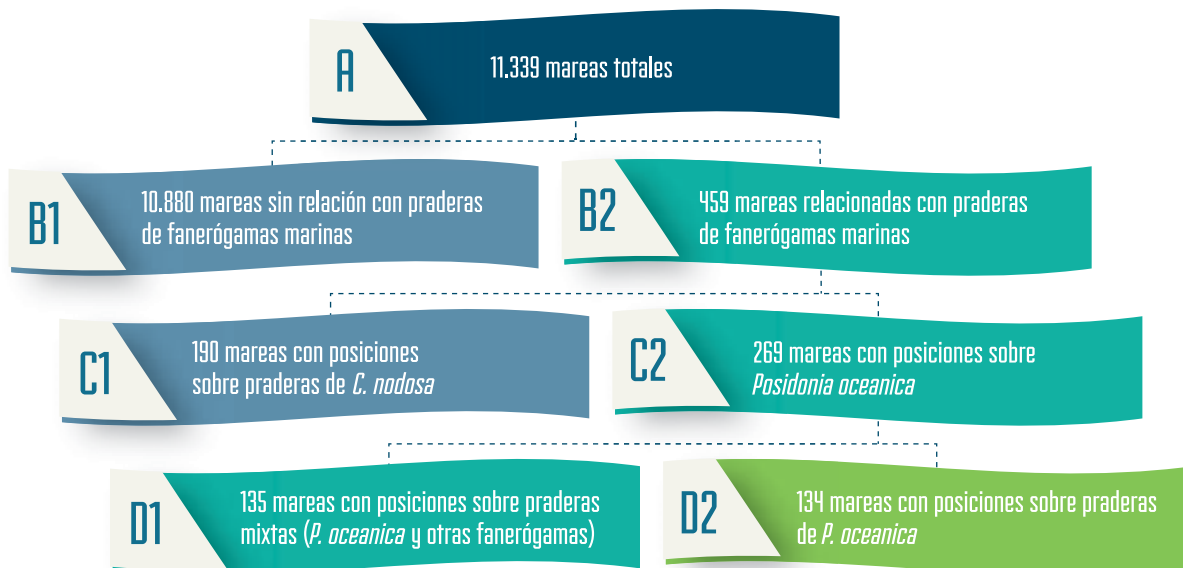 A
11.339 mareas totales
B1
10.880 mareas sin relación con praderas
de fanerógamas marinas
B2
459 mareas relacionadas con praderas
de fanerógamas marinas
C1
190 mareas con posiciones
sobre praderas de C. nodosa
C2
269 mareas con posiciones sobre
Posidonia oceanica
D1
135 mareas con posiciones sobre praderas
mixtas (P. oceanica y otras fanerógamas)
D2
134 mareas con posiciones sobre praderas
de P. oceanica